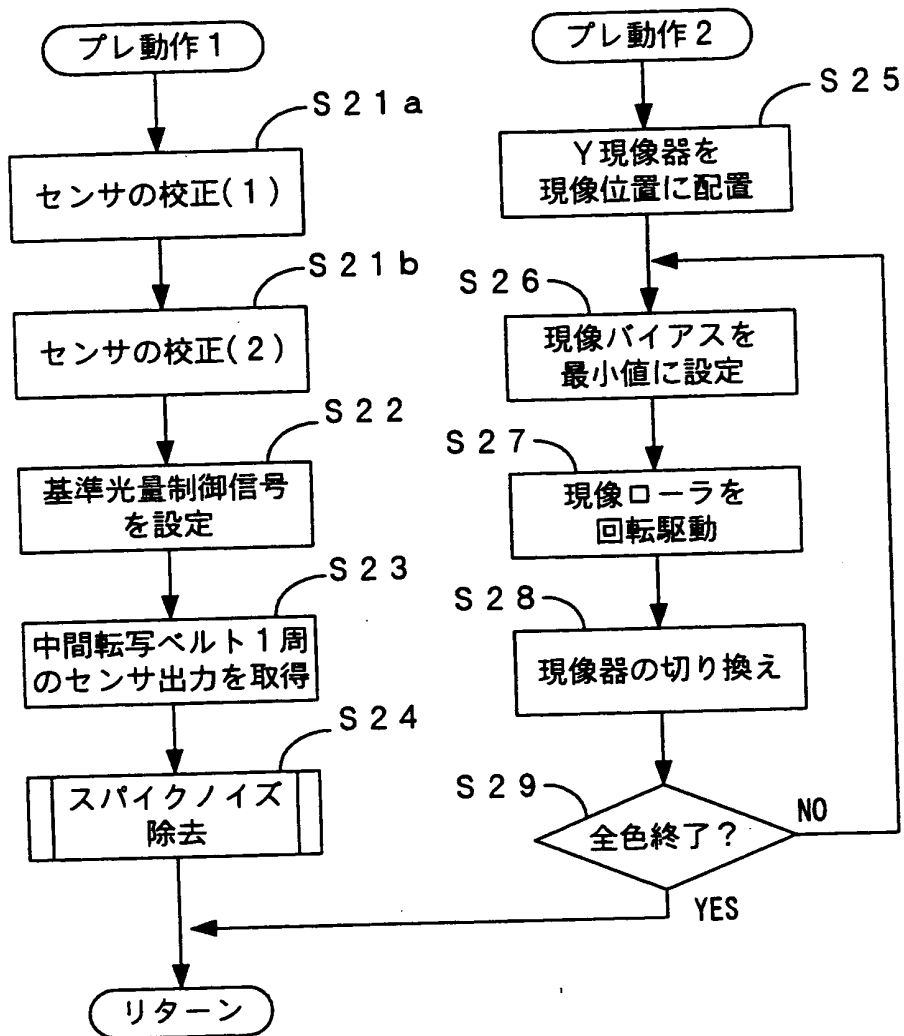 プレ動作1
S21a
センサの校正(1)
S21b
センサの校正(2)
S22
基準光量制御信号
を設定
S23
中間転写ベルト1周
のセンサ出力を取得
S24
スパイクノイズ
除去
リターン
プレ動作2
S25
Y現像器を
現像位置に配置
S26
現像バイアスを
最小値に設定
S27
現像ローラを
回転駆動
S28
現像器の切り換え
S29
全色終了?
NO
YES